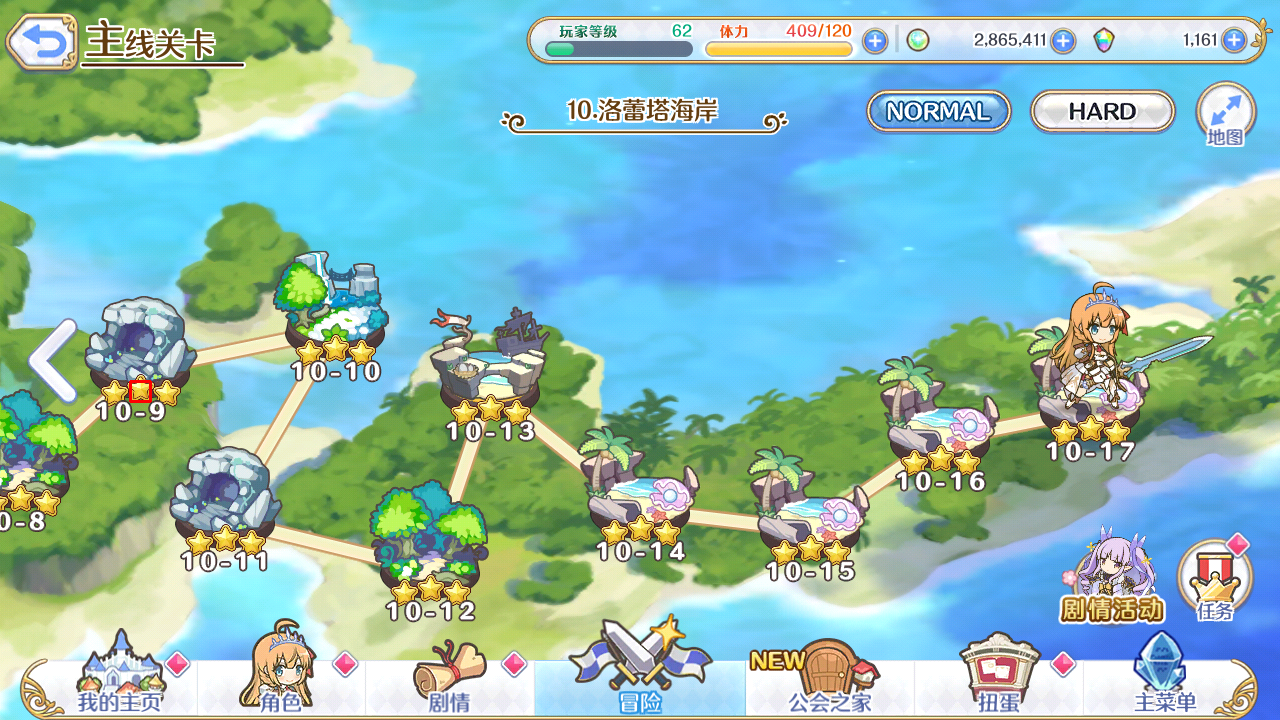 主线关卡
玩家等级 62 体力 409/120 2,865,411 1,161
10.洛蕾塔海岸 NORMAL HARD
地图
10-10
10-9
10-13
10-17
10-16
0-8
10-14
10-11
10-15
10-12
剧情活动 任务
NEW
我的主页 角色 剧情 冒险 公会之家 扭蛋 主菜单